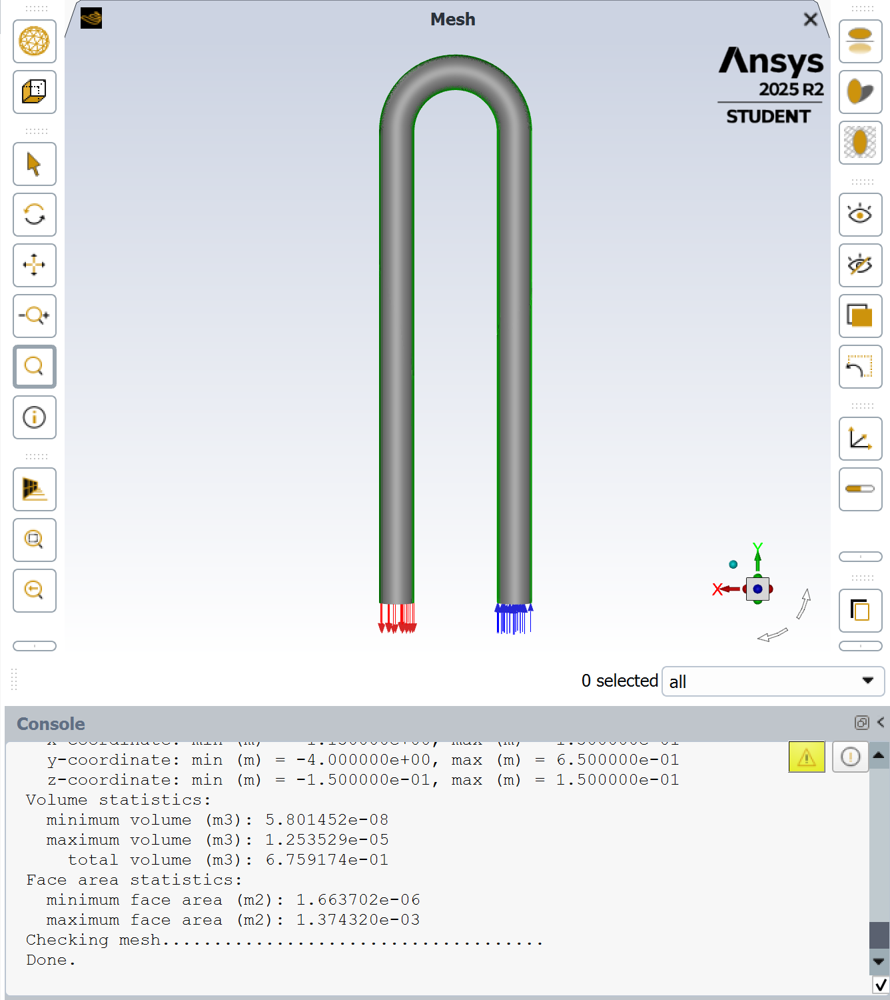 Mesh
Ansys
2025 R2
STUDENT
Y
X
0 selected all
Console
y-coordinate: min (m) = -4.000000e+00, max (m) = 6.500000e-01
z-coordinate: min (m) = -1.500000e-01, max (m) = 1.500000e-01
Volume statistics:
minimum volume (m3): 5.801452e-08
maximum volume (m3): 1.253529e-05
total volume (m3): 6.759174e-01
Face area statistics:
minimum face area (m2): 1.663702e-06
maximum face area (m2): 1.374320e-03
Checking mesh.....................................
Done.